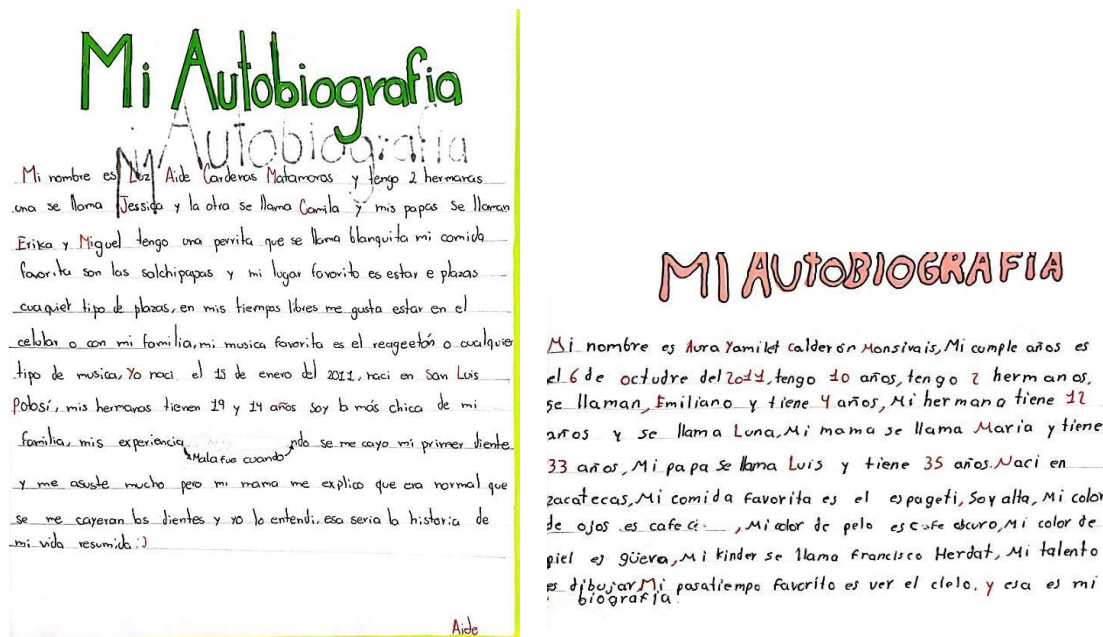 Mi Autobiografia
Mi Autobiografia
Mi nombre es Luz Aide Cardenas Matamoros y tengo 2 hermanas
una se llama Jessica y la otra se llama Camila y mis papas se llaman
Erika y Miguel tengo una perrita que se llama blanquita mi comida
favorita son las salchipapas y mi lugar favorito es estar e plazas
cuaquiet tipo de plazas, en mis tiempos libres me gusta estar en el
celular o con mi familia, mi musica favorita es el reageetón o cualquier
tipo de musica, Yo naci el 15 de enero del 2011, naci en San Luis
Potosí, mis hermanas tienen 19 y 14 años soy la más chica de mi
familia, mis experiencia Mala fue cuando ndo se me cayo mi primer diente
y me asuste mucho pero mi mama me explico que era normal que
se me cayeran los dientes y yo lo entendi, esa seria la historia de
mi vida resumida :)
Aide
MI AUTOBIOGRAFIA
Mi nombre es Aura Yamilet calderón Monsivais, Mi cumple años es
el 6 de octudre del 2011, tengo 10 años, tengo 2 hermanos,
se llaman, Emiliano y tiene 4 años, Mi hermana tiene 12
años y se llama Luna, Mi mama se llama Maria y tiene
33 años, Mi papa se llama Luis y tiene 35 años. Naci en
zacatecas, Mi comida favorita es el espageti, Soy alta, Mi color
de ojos es cafe , Mi color de pelo es cafe obcuro, Mi color de
piel es güera, Mi kinder se llama francisco Herdat, Mi talento
es dibujar Mi pasatiempo favorito es ver el cielo. y esa es mi
biografia.